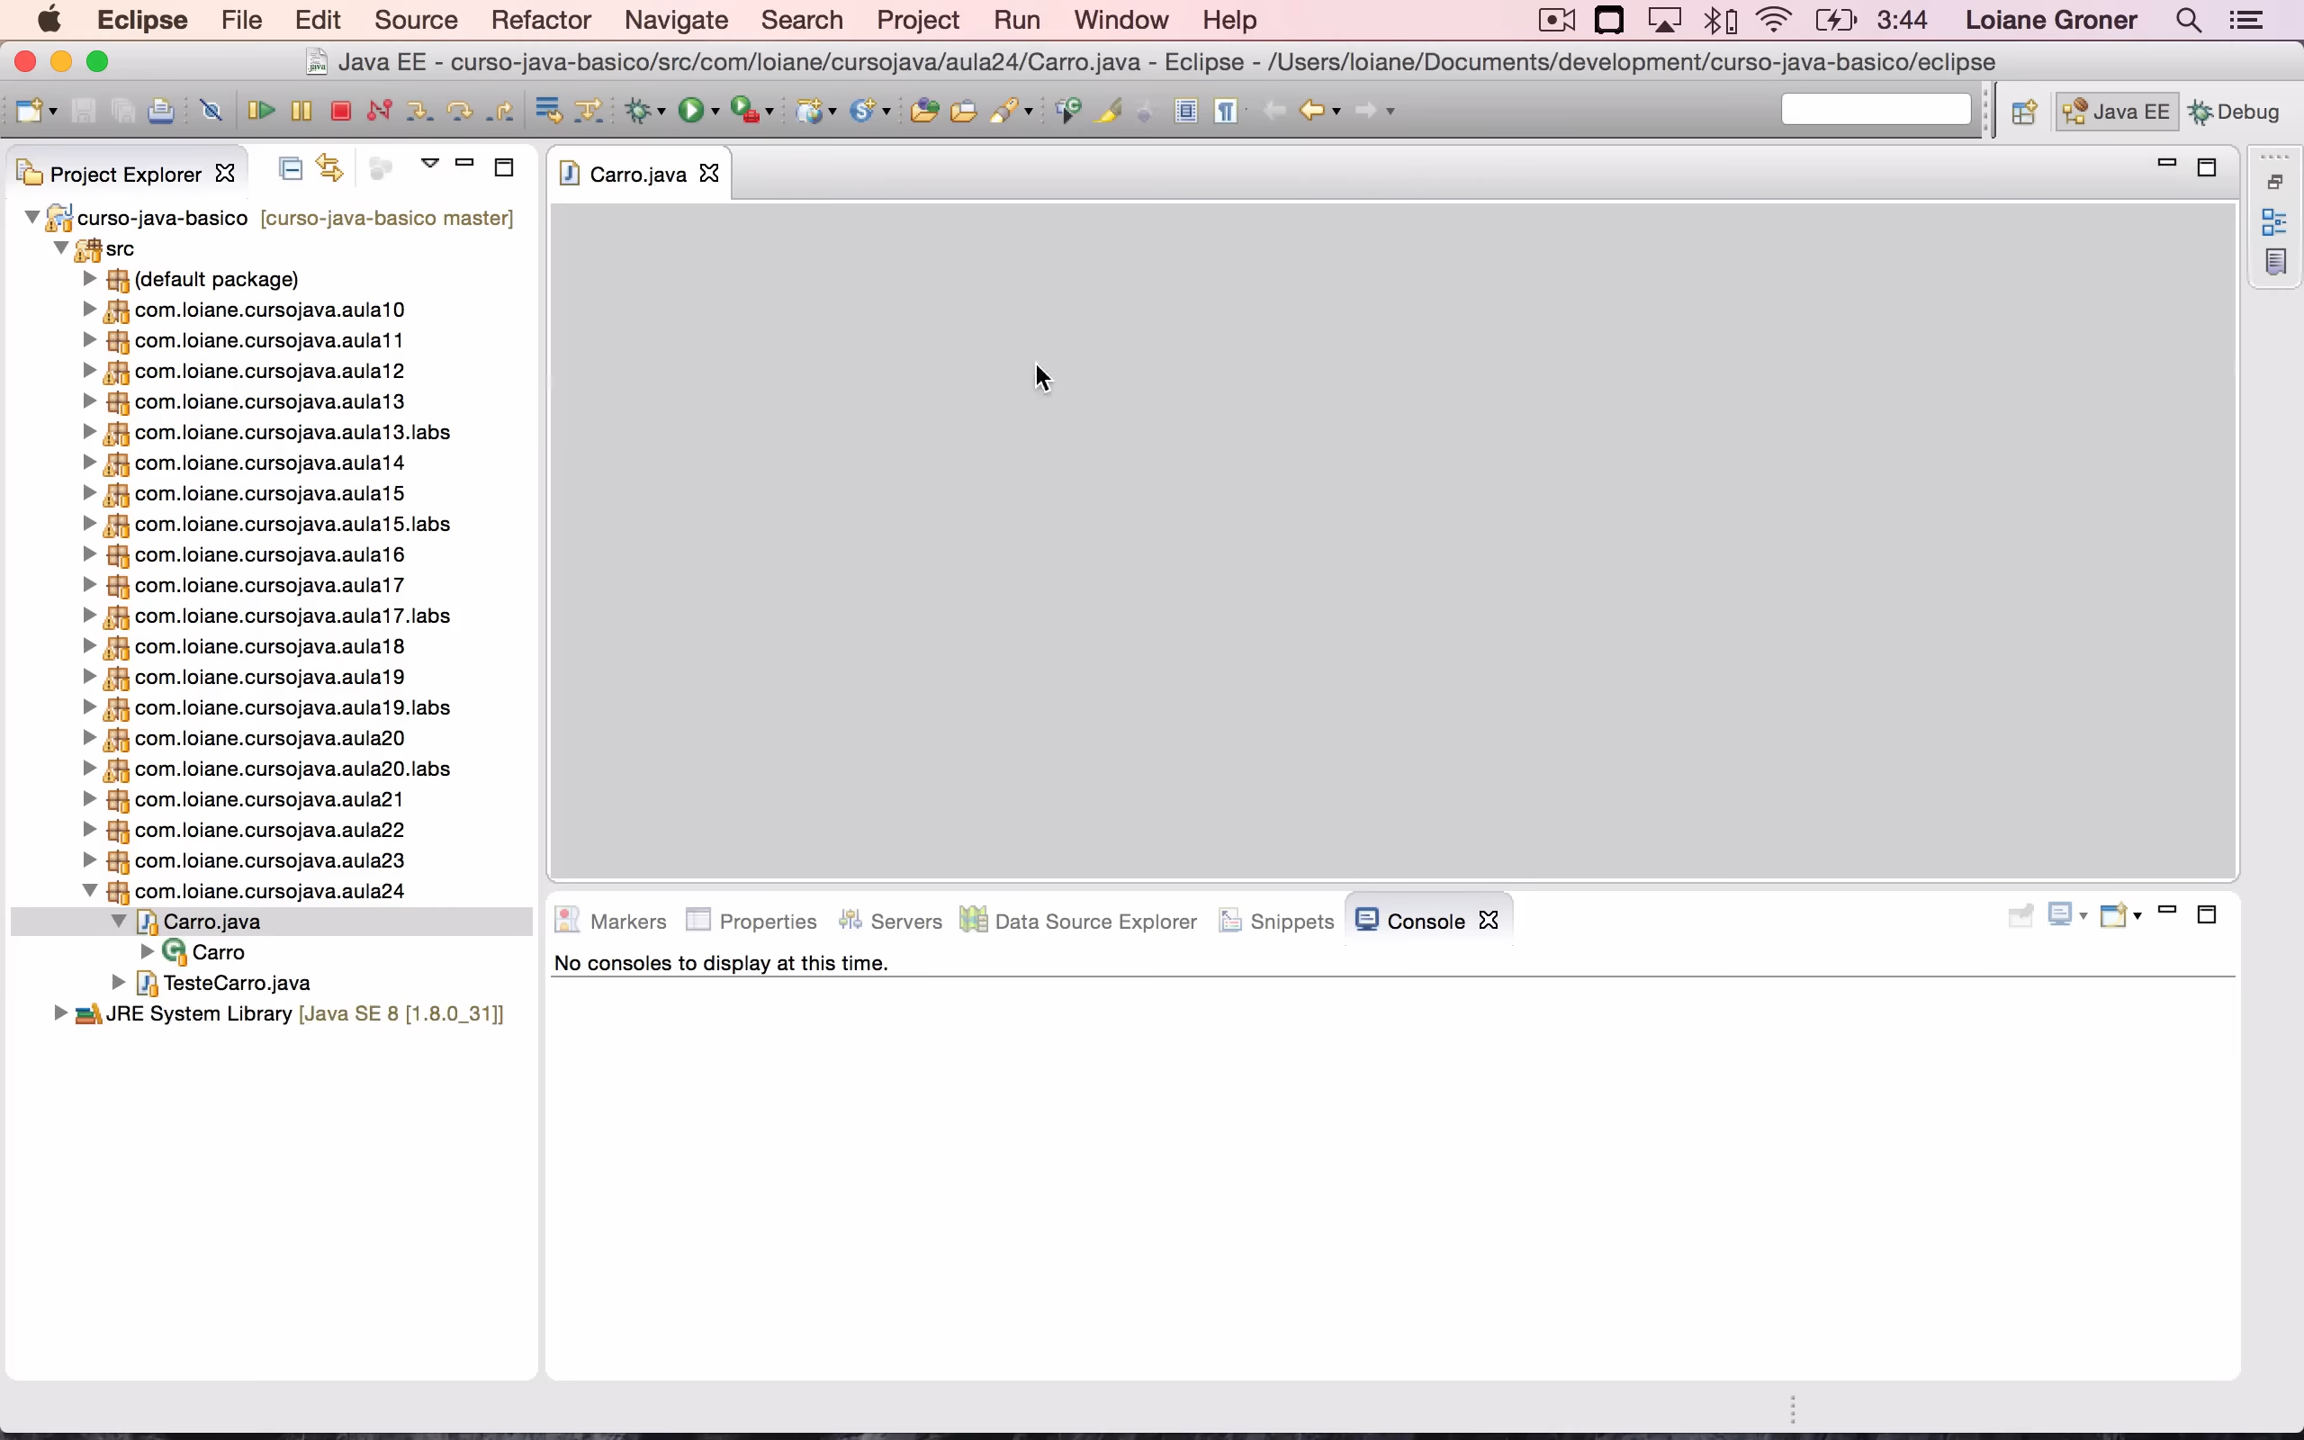 Eclipse File Edit Source Refactor Navigate Search Project Run Window Help 3:44 Loiane Groner
Java EE - curso-java-basico/src/com/loiane/cursojava/aula24/Carro.java - Eclipse - /Users/loiane/Documents/development/curso-java-basico/eclipse
Java EE Debug
Project Explorer
Carro.java
curso-java-basico [curso-java-basico master]
src
(default package)
com.loiane.cursojava.aula10
com.loiane.cursojava.aula11
com.loiane.cursojava.aula12
com.loiane.cursojava.aula13
com.loiane.cursojava.aula13.labs
com.loiane.cursojava.aula14
com.loiane.cursojava.aula15
com.loiane.cursojava.aula15.labs
com.loiane.cursojava.aula16
com.loiane.cursojava.aula17
com.loiane.cursojava.aula17.labs
com.loiane.cursojava.aula18
com.loiane.cursojava.aula19
com.loiane.cursojava.aula19.labs
com.loiane.cursojava.aula20
com.loiane.cursojava.aula20.labs
com.loiane.cursojava.aula21
com.loiane.cursojava.aula22
com.loiane.cursojava.aula23
com.loiane.cursojava.aula24
Carro.java
Carro
TesteCarro.java
JRE System Library [Java SE 8 [1.8.0_31]]
Markers Properties Servers Data Source Explorer Snippets Console
No consoles to display at this time.